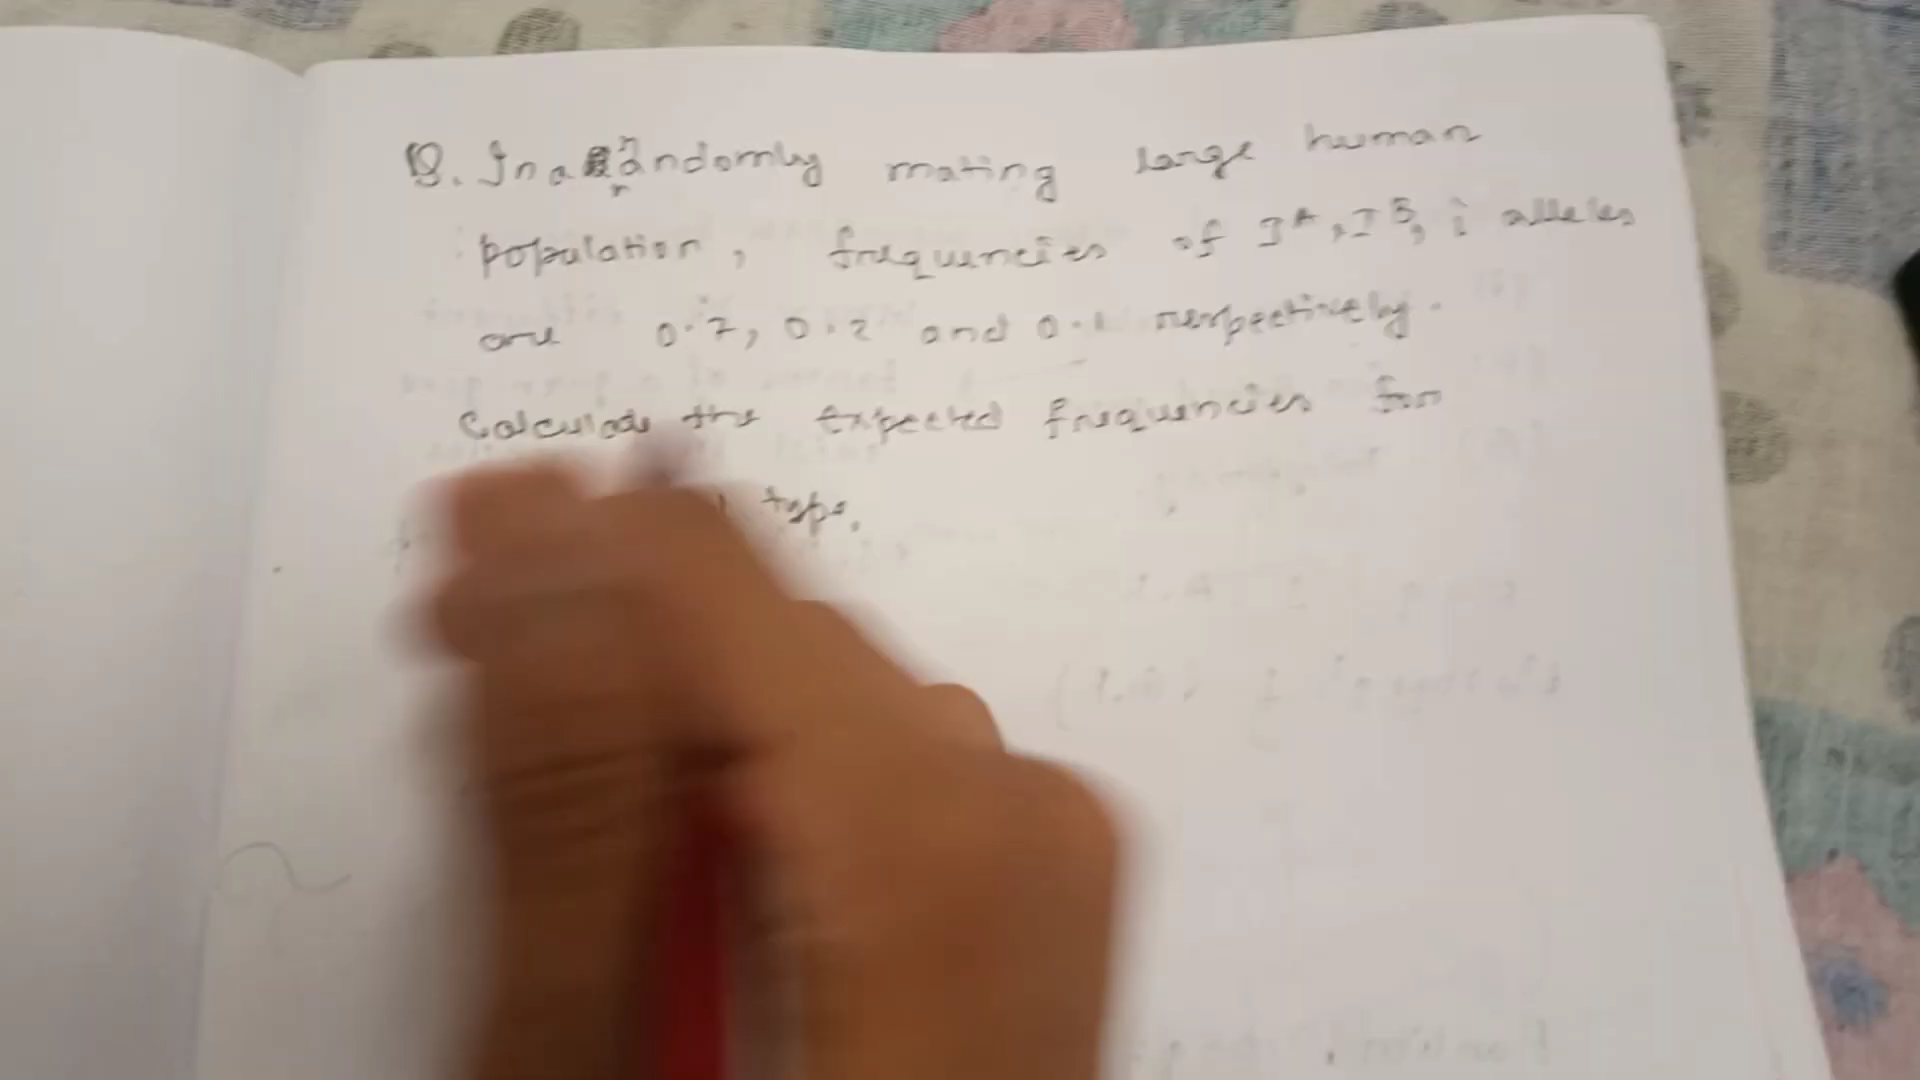 Q. In a randomly mating large human
population, frequencies of I^A, I^B, i alleles
are 0.7, 0.2 and 0.1 respectively.
Calculate the expected frequencies for
type.